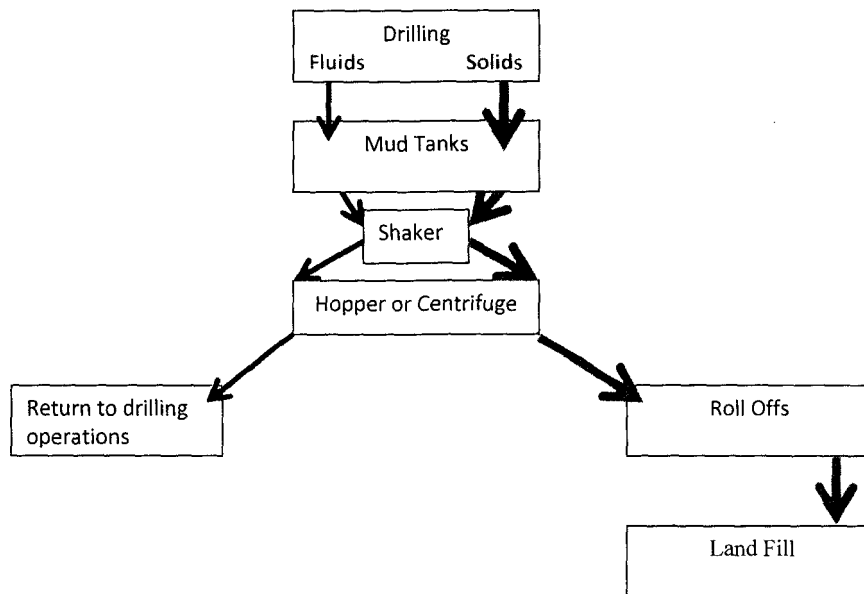 Drilling
Fluids Solids
Mud Tanks
Shaker
Hopper or Centrifuge
Return to drilling
operations
Roll Offs
Land Fill